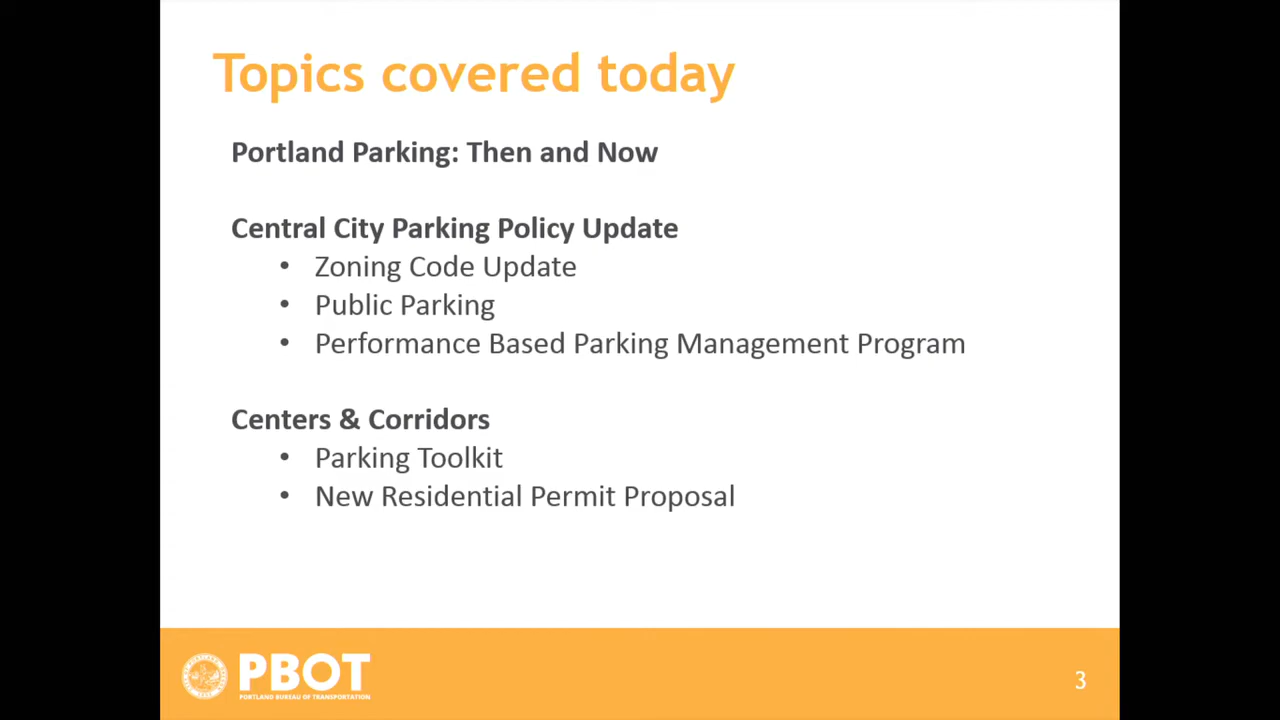 Topics covered today
Portland Parking: Then and Now
Central City Parking Policy Update
• Zoning Code Update
• Public Parking
• Performance Based Parking Management Program
Centers & Corridors
• Parking Toolkit
• New Residential Permit Proposal
PBOT
PORTLAND BUREAU OF TRANSPORTATION
3